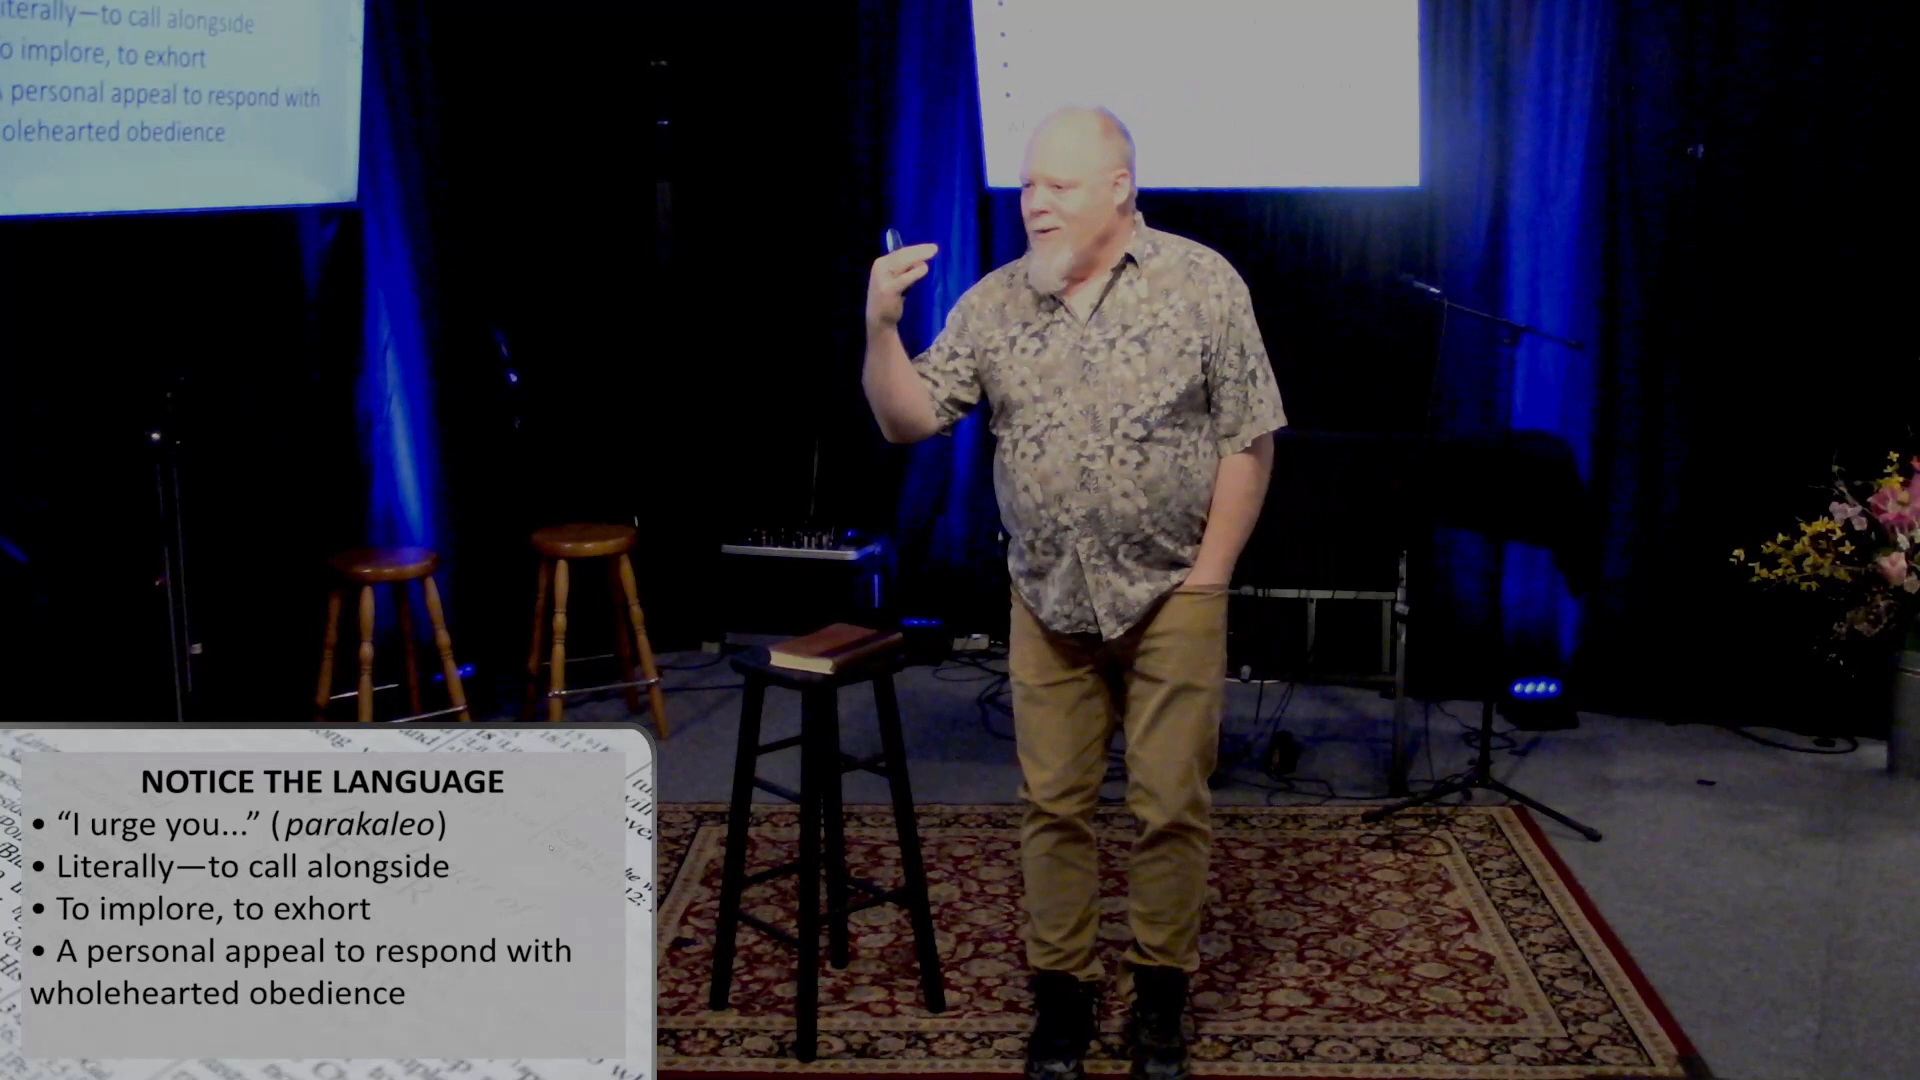 iterally—to call alongside
o implore, to exhort
personal appeal to respond with
olehearted obedience
NOTICE THE LANGUAGE
• “I urge you...” (parakaleo)
• Literally—to call alongside
• To implore, to exhort
• A personal appeal to respond with
wholehearted obedience